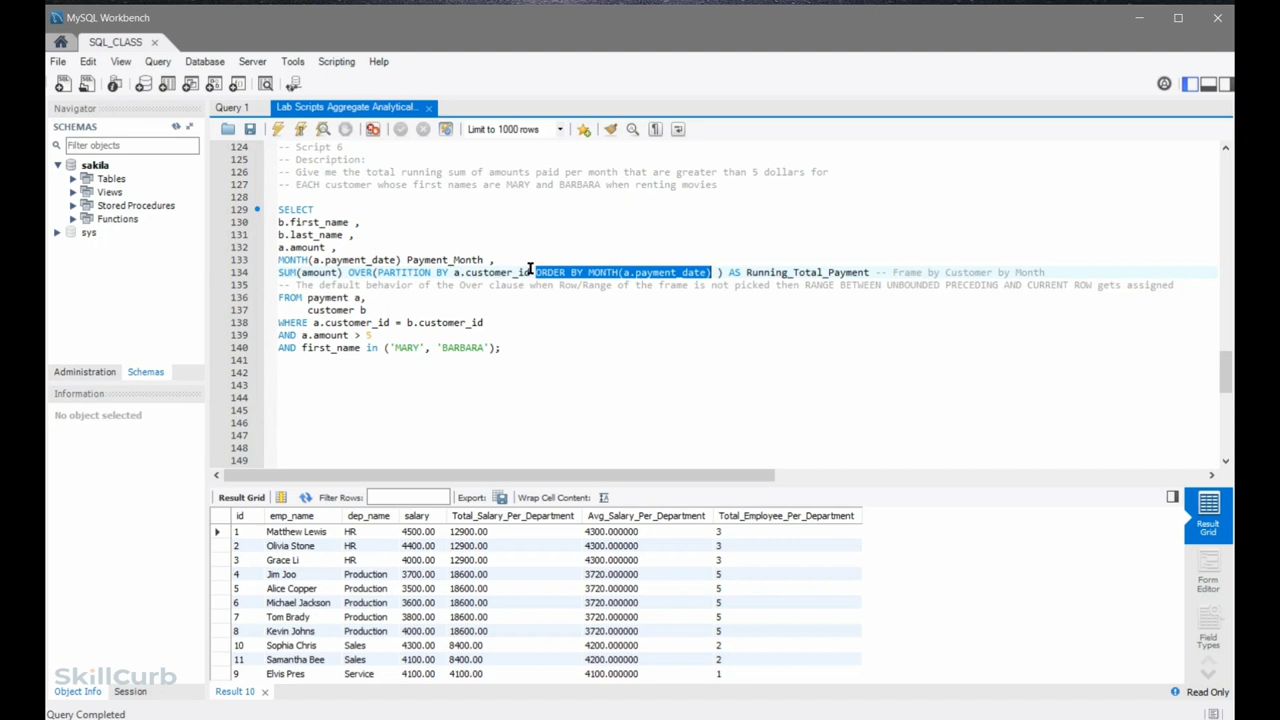 MySQL Workbench
SQL_CLASS
File Edit View Query Database Server Tools Scripting Help
Navigator
SCHEMAS
Filter objects
sakila
Tables
Views
Stored Procedures
Functions
sys
Administration Schemas
Information
No object selected
Query 1 Lab Scripts Aggregate Analytical...
Limit to 1000 rows
124 -- Script 6
125 -- Description:
126 -- Give me the total running sum of amounts paid per month that are greater than 5 dollars for
127 -- EACH customer whose first names are MARY and BARBARA when renting movies
128
129 SELECT
130 b.first_name ,
131 b.last_name ,
132 a.amount ,
133 MONTH(a.payment_date) Payment_Month ,
134 SUM(amount) OVER(PARTITION BY a.customer_id ORDER BY MONTH(a.payment_date) ) AS Running_Total_Payment -- Frame by Customer by Month
135 -- The default behavior of the Over clause when Row/Range of the frame is not picked then RANGE BETWEEN UNBOUNDED PRECEDING AND CURRENT ROW gets assigned
136 FROM payment a,
137 customer b
138 WHERE a.customer_id = b.customer_id
139 AND a.amount > 5
140 AND first_name in ('MARY', 'BARBARA');
141
142
143
144
145
146
147
148
149
Result Grid Filter Rows: Export: Wrap Cell Content:
id emp_name dep_name salary Total_Salary_Per_Department Avg_Salary_Per_Department Total_Employee_Per_Department
1 Matthew Lewis HR 4500.00 12900.00 4300.000000 3
2 Olivia Stone HR 4400.00 12900.00 4300.000000 3
3 Grace Li HR 4000.00 12900.00 4300.000000 3
4 Jim Joo Production 3700.00 18600.00 3720.000000 5
5 Alice Copper Production 3500.00 18600.00 3720.000000 5
6 Michael Jackson Production 3600.00 18600.00 3720.000000 5
7 Tom Brady Production 3800.00 18600.00 3720.000000 5
8 Kevin Johns Production 4000.00 18600.00 3720.000000 5
10 Sophia Chris Sales 4300.00 8400.00 4200.000000 2
11 Samantha Bee Sales 4100.00 8400.00 4200.000000 2
9 Elvis Pres Service 4100.00 4100.00 4100.000000 1
Result Grid
Form Editor
Field Types
SkillCurb
Object Info Session
Result 10
Read Only
Query Completed